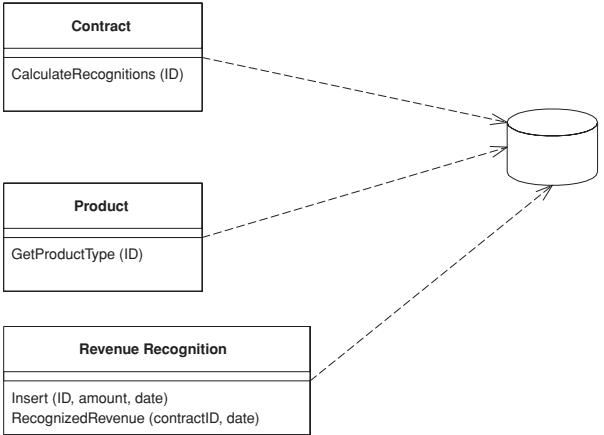 Contract
CalculateRecognitions (ID)
Product
GetProductType (ID)
Revenue Recognition
Insert (ID, amount, date)
RecognizedRevenue (contractID, date)